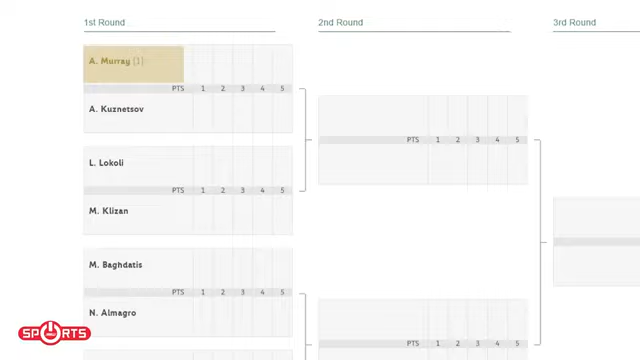 1st Round
2nd Round
3rd Round
A. Murray (1)
PTS 1 2 3 4 5
A. Kuznetsov
L. Lokoli
PTS 1 2 3 4 5
M. Klizan
PTS 1 2 3 4 5
M. Baghdatis
PTS 1 2 3 4 5
N. Almagro
PTS 1 2 3 4 5
SPORTS